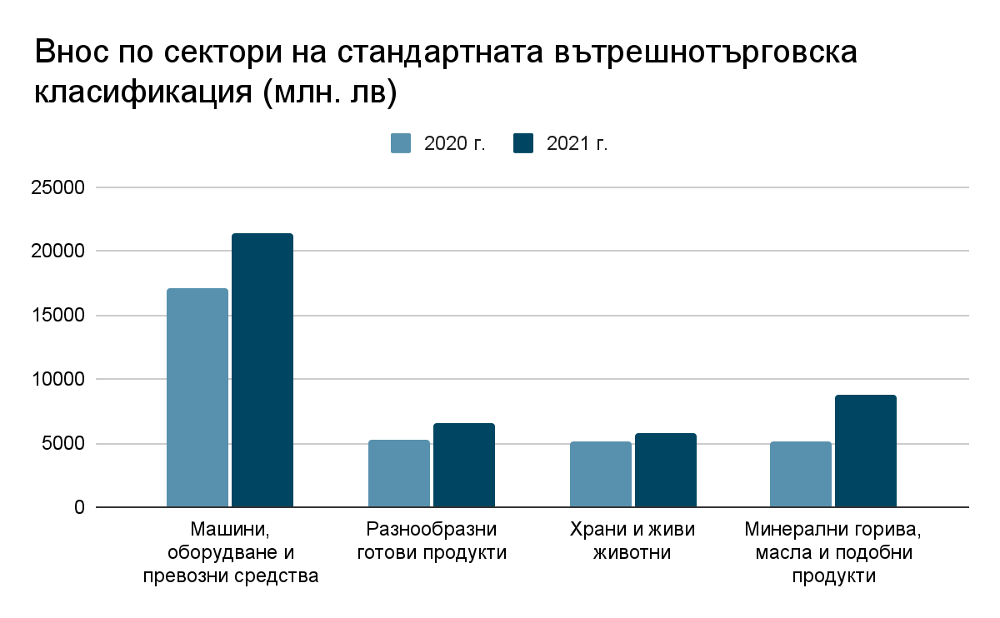 Внос по сектори на стандартната вътрешнотърговска
класификация (млн. лв)
2020 г.
2021 г.
25000
20000
15000
10000
5000
0
Машини,
оборудване и
превозни средства
Разнообразни
готови продукти
Храни и живи
животни
Минерални горива,
масла и подобни
продукти